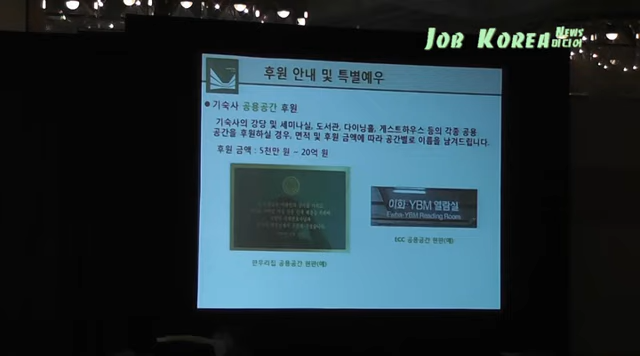 JOB KOREA NEWS
미디어
후원 안내 및 특별예우
기숙사 공용공간 후원
기숙사의 강당 및 세미나실, 도서관, 다이닝룸, 게스트하우스 등의 각종 공용
공간을 후원하실 경우, 면적 및 후원 금액에 따라 공간별로 이름을 남겨드립니다.
후원 금액 : 5천만 원 ~ 20억 원
이화 YBM 열람실
Ewha-YBM Reading Room
한우리집 공용공간 현판(예)
ECC 공용공간 현판(예)